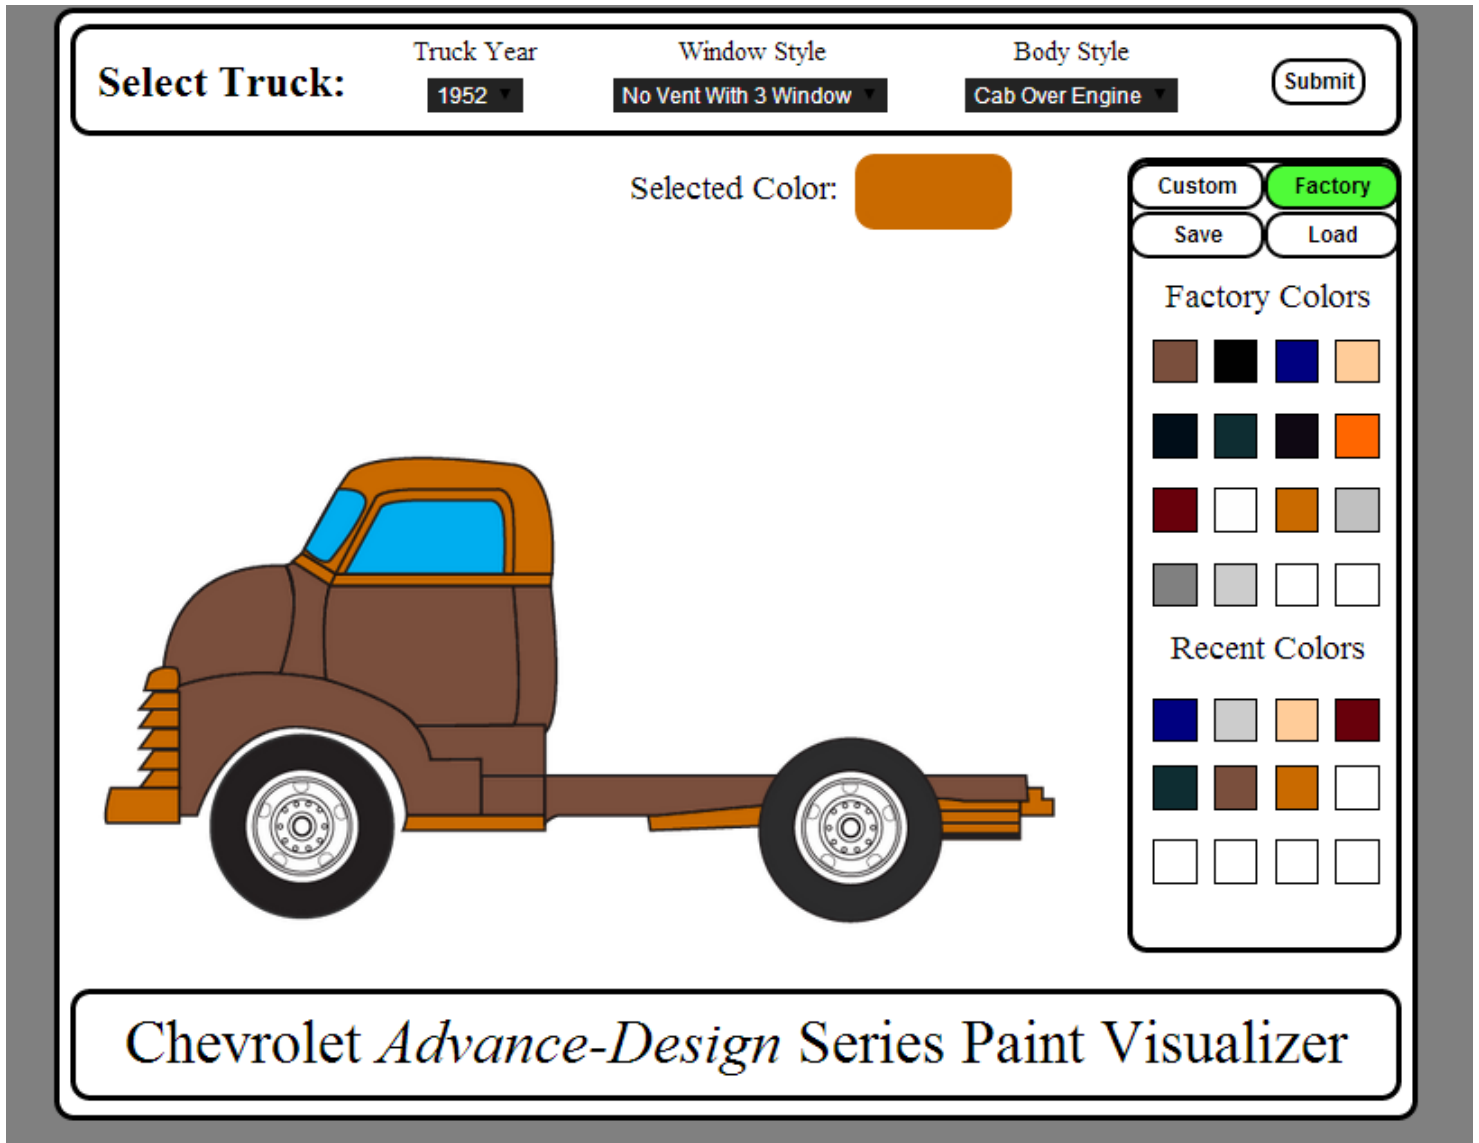 Select Truck:
Truck Year
1952
Window Style
No Vent With 3 Window
Body Style
Cab Over Engine
Submit
Selected Color:
Custom
Factory
Save
Load
Factory Colors
Recent Colors
Chevrolet Advance-Design Series Paint Visualizer